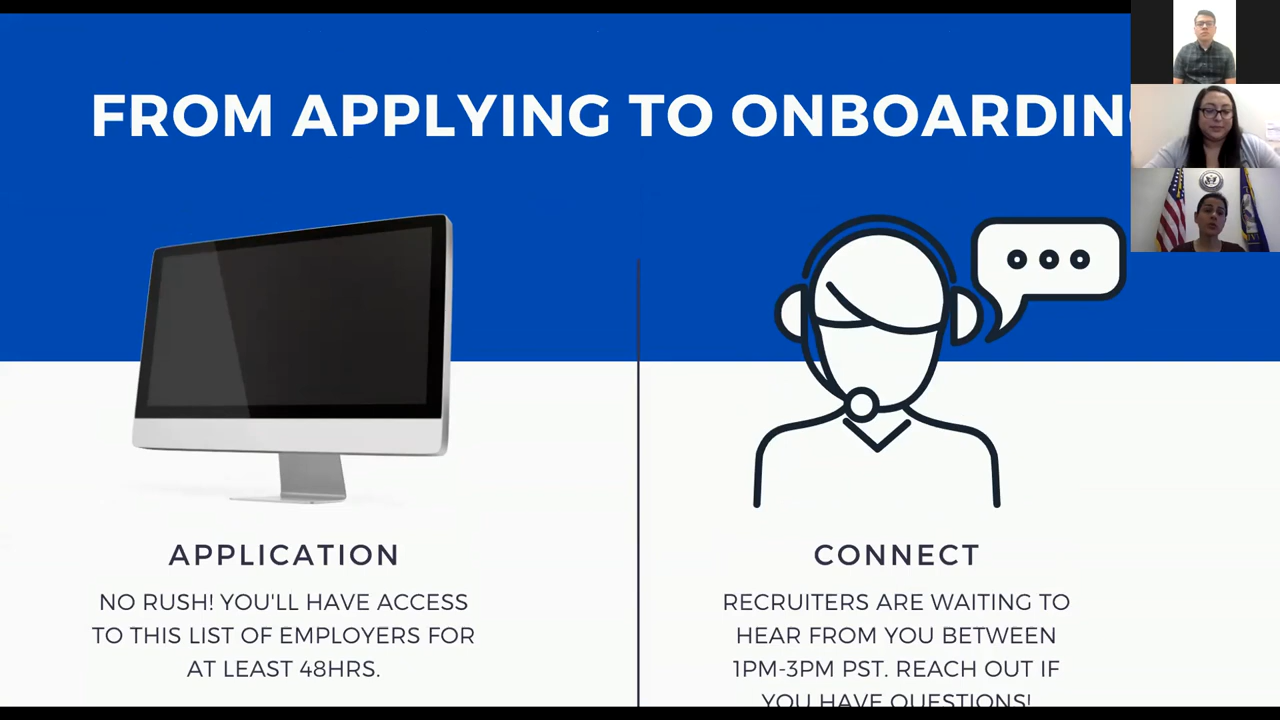 FROM APPLYING TO ONBOARDING
APPLICATION
NO RUSH! YOU'LL HAVE ACCESS
TO THIS LIST OF EMPLOYERS FOR
AT LEAST 48HRS.
CONNECT
RECRUITERS ARE WAITING TO
HEAR FROM YOU BETWEEN
1PM-3PM PST. REACH OUT IF
YOU HAVE QUESTIONS!